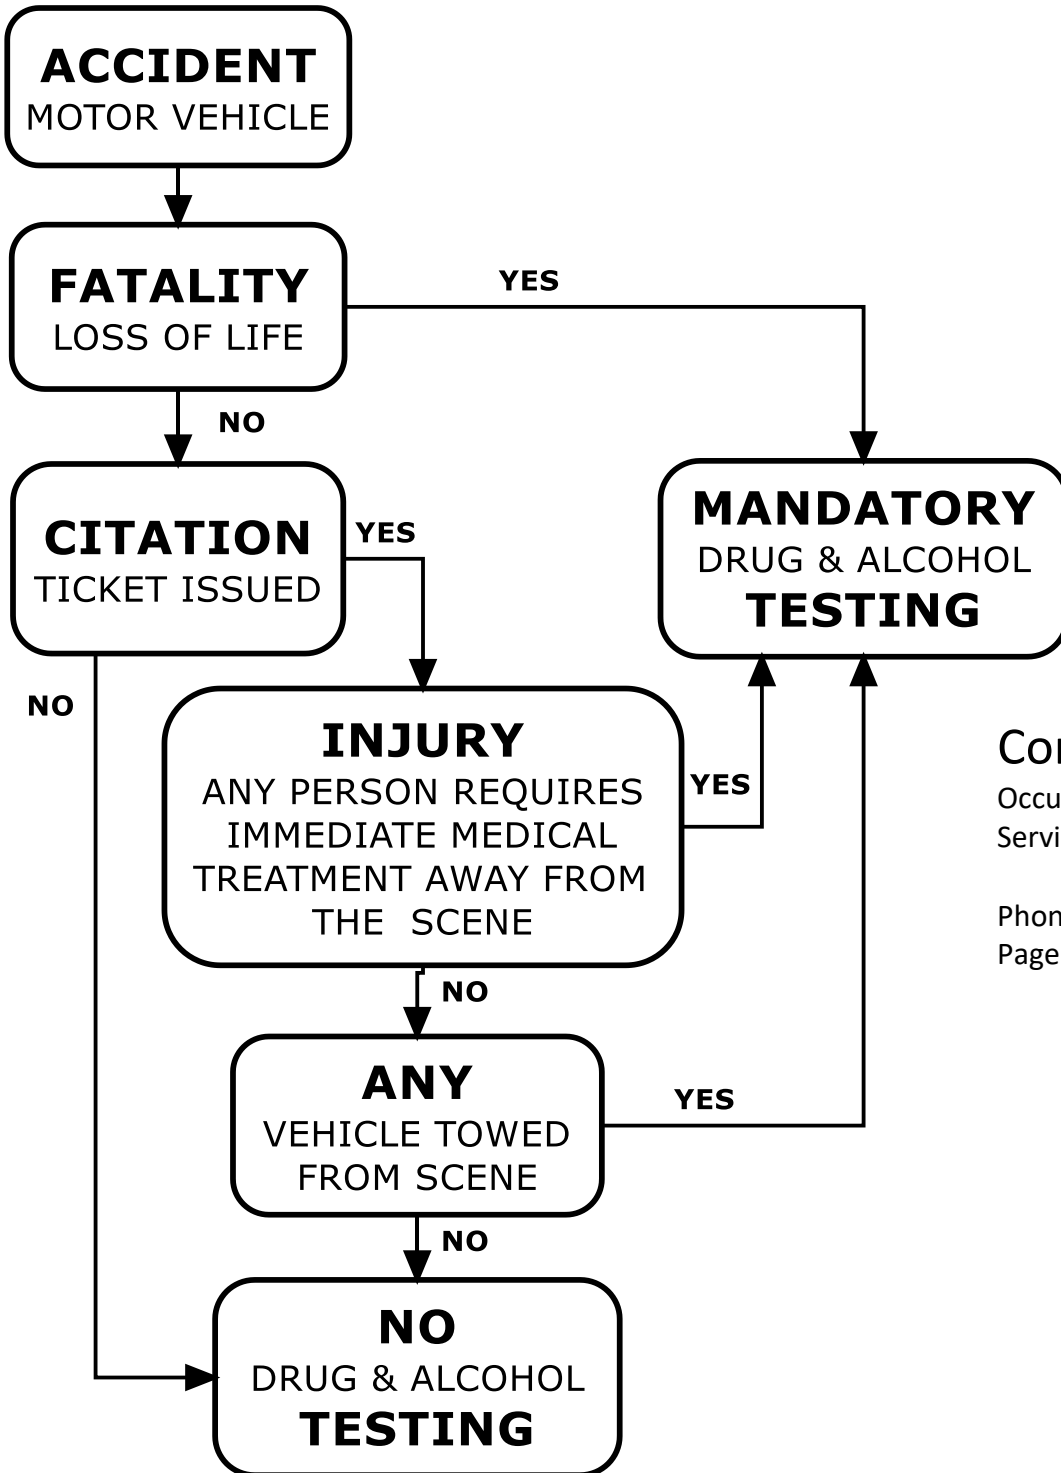 ACCIDENT
MOTOR VEHICLE
FATALITY
LOSS OF LIFE
YES
NO
CITATION
TICKET ISSUED
YES
NO
MANDATORY
DRUG & ALCOHOL
TESTING
INJURY
ANY PERSON REQUIRES
IMMEDIATE MEDICAL
TREATMENT AWAY FROM
THE SCENE
YES
NO
ANY
VEHICLE TOWED
FROM SCENE
YES
NO
NO
DRUG & ALCOHOL
TESTING
Page